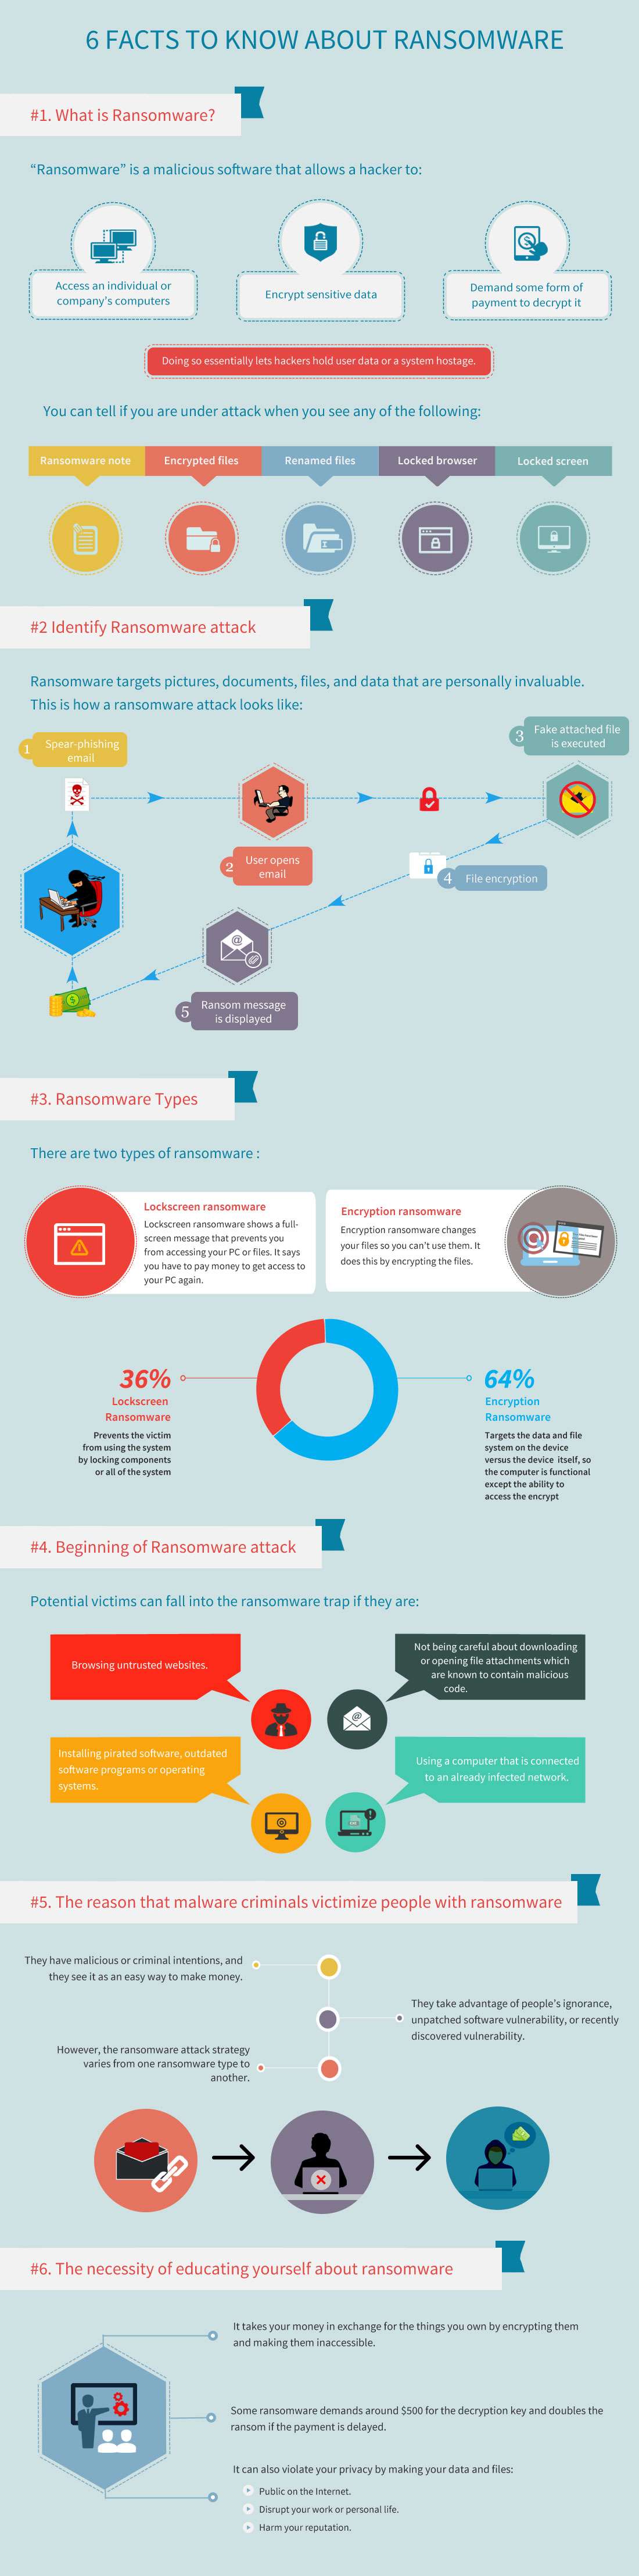 6 FACTS TO KNOW ABOUT RANSOMWARE
#1. What is Ransomware?
“Ransomware” is a malicious software that allows a hacker to:
Access an individual or
company's computers
Encrypt sensitive data
Demand some form of
payment to decrypt it
Doing so essentially lets hackers hold user data or a system hostage.
You can tell if you are under attack when you see any of the following:
Ransomware note
Encrypted files
Renamed files
Locked browser
Locked screen
#2 Identify Ransomware attack
Ransomware targets pictures, documents, files, and data that are personally invaluable.
This is how a ransomware attack looks like:
1
Spear-phishing
email
3
Fake attached file
is executed
2
User opens
email
4
File encryption
5
Ransom message
is displayed
#3. Ransomware Types
There are two types of ransomware :
Lockscreen ransomware
Lockscreen ransomware shows a full-
screen message that prevents you
from accessing your PC or files. It says
you have to pay money to get access to
your PC again.
Encryption ransomware
Encryption ransomware changes
your files so you can't use them. It
does this by encrypting the files.
36%
Lockscreen
Ransomware
Prevents the victim
from using the system
by locking components
or all of the system
64%
Encryption
Ransomware
Targets the data and file
system on the device
versus the device itself, so
the computer is functional
except the ability to
access the encrypt
#4. Beginning of Ransomware attack
Potential victims can fall into the ransomware trap if they are:
Browsing untrusted websites.
Not being careful about downloading
or opening file attachments which
are known to contain malicious
code.
Installing pirated software, outdated
software programs or operating
systems.
Using a computer that is connected
to an already infected network.
#5. The reason that malware criminals victimize people with ransomware
They have malicious or criminal intentions, and
they see it as an easy way to make money.
They take advantage of people's ignorance,
unpatched software vulnerability, or recently
discovered vulnerability.
However, the ransomware attack strategy
varies from one ransomware type to
another.
#6. The necessity of educating yourself about ransomware
It takes your money in exchange for the things you own by encrypting them
and making them inaccessible.
Some ransomware demands around $500 for the decryption key and doubles the
ransom if the payment is delayed.
It can also violate your privacy by making your data and files:
Public on the Internet.
Disrupt your work or personal life.
Harm your reputation.